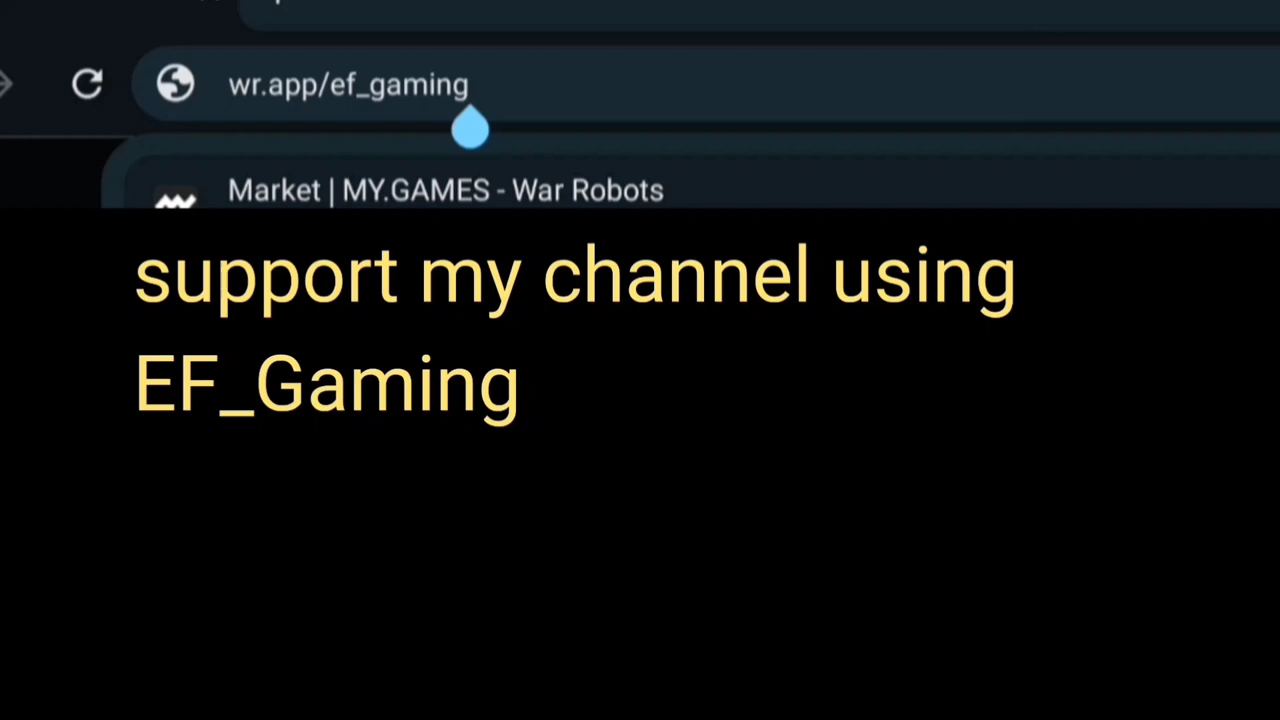 wr.app/ef_gaming
Market | MY.GAMES - War Robots
support my channel using
EF_Gaming